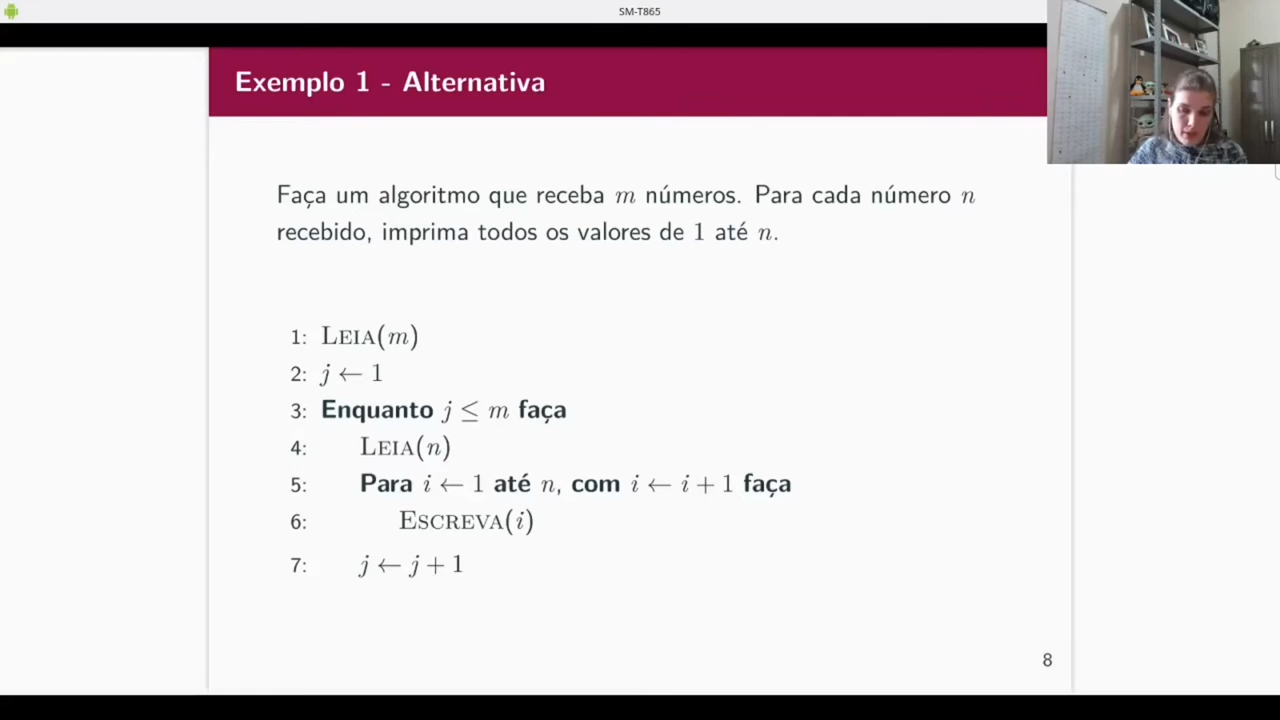 SM-T865
Exemplo 1 - Alternativa
Faça um algoritmo que receba m números. Para cada número n
recebido, imprima todos os valores de 1 até n.
1: LEIA(m)
2: j ← 1
3: Enquanto j ≤ m faça
4: LEIA(n)
5: Para i ← 1 até n, com i ← i + 1 faça
6: ESCREVA(i)
7: j ← j + 1
8